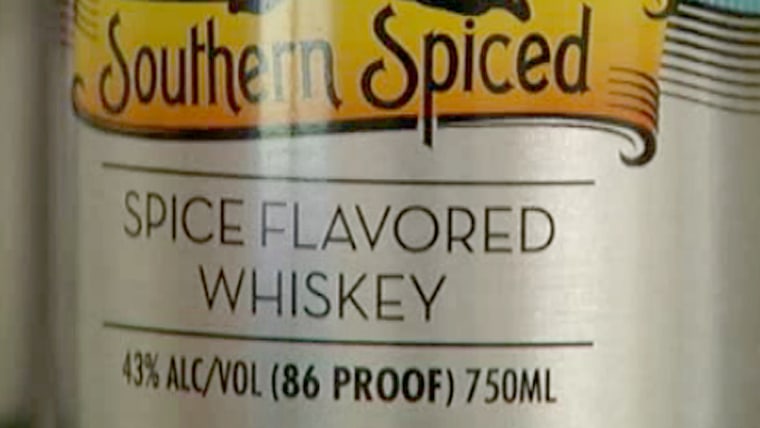 Southern Spiced
SPICE FLAVORED
WHISKEY
43% ALC/VOL (86 PROOF) 750ML